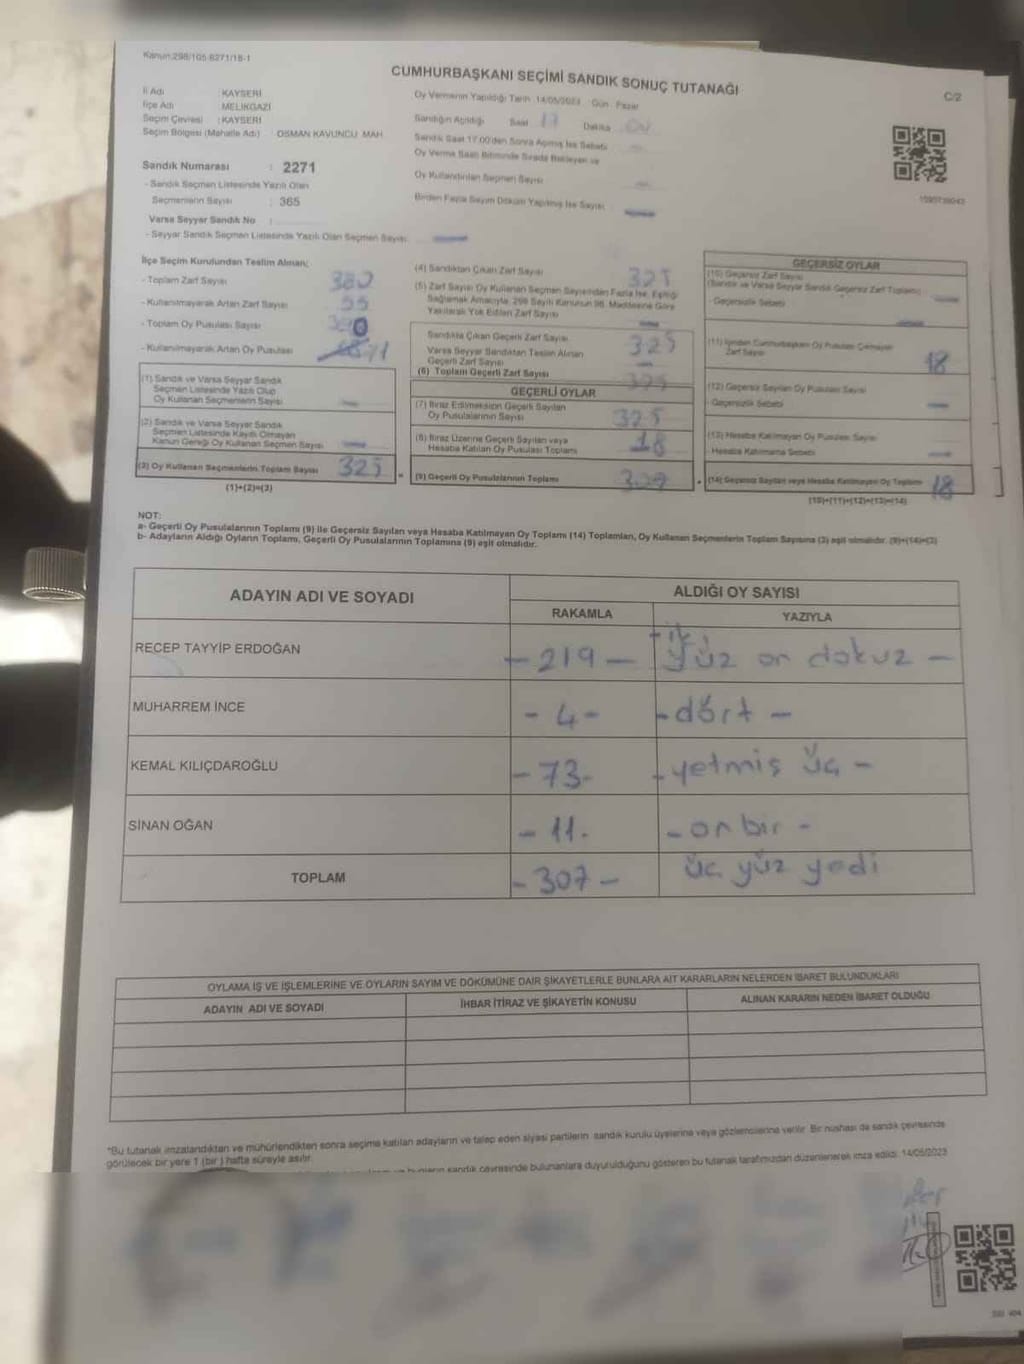 Kanun:298/105-6271/18-1
CUMHURBAŞKANI SEÇİMİ SANDIK SONUÇ TUTANAĞI
C/2
İl Adı KAYSERİ
İlçe Adı MELİKGAZİ
Seçim Çevresi : KAYSERİ
Seçim Bölgesi (Mahalle Adı) : OSMAN KAVUNCU MAH.
Sandık Numarası : 2271
- Sandık Seçmen Listesinde Yazılı Olan
Seçmenlerin Sayısı : 365
Varsa Seyyar Sandık No :
- Seyyar Sandık Seçmen Listesinde Yazılı Olan Seçmen Sayısı:
Oy Vermenin Yapıldığı Tarih 14/05/2023 Gün : Pazar
Sandığın Açıldığı Saat 17 Dakika
Sandık Saat 17.00'den Sonra Açılmış İse Sebebi
Oy Verme Saati Bitiminde Sırada Bekleyen ve
Oy Kullandırılan Seçmen Sayısı
Birden Fazla Sayım Döküm Yapılmış İse Sayısı
İlçe Seçim Kurulundan Teslim Alınan;
- Toplam Zarf Sayısı 380
- Kullanılmayarak Artan Zarf Sayısı 55
- Toplam Oy Pusulası Sayısı
- Kullanılmayarak Artan Oy Pusulası
(1) Sandık ve Varsa Seyyar Sandık
Seçmen Listesinde Yazılı Olup
Oy Kullanan Seçmenlerin Sayısı
(2) Sandık ve Varsa Seyyar Sandık
Seçmen Listesinde Kayıtlı Olmayan
Kanun Gereği Oy Kullanan Seçmen Sayısı
(3) Oy Kullanan Seçmenlerin Toplam Sayısı 325
(1)+(2)=(3)
(4) Sandıktan Çıkan Zarf Sayısı 325
(5) Zarf Sayısı Oy Kullanan Seçmen Sayısından Fazla İse, Eşitliği
Sağlamak Amacıyla, 298 Sayılı Kanunun 98. Maddesine Göre
Yakılarak Yok Edilen Zarf Sayısı
Sandıkta Çıkan Geçerli Zarf Sayısı 325
Varsa Seyyar Sandıktan Teslim Alınan
Geçerli Zarf Sayısı
(6) Toplam Geçerli Zarf Sayısı 325
GEÇERLİ OYLAR
(7) İtiraz Edilmeksizin Geçerli Sayılan
Oy Pusulalarının Sayısı 325
(8) İtiraz Üzerine Geçerli Sayılan veya
Hesaba Katılan Oy Pusulası Toplamı 18
(9) Geçerli Oy Pusulalarının Toplamı
GEÇERSİZ OYLAR
(10) Geçersiz Zarf Sayısı
(Sandık ve Varsa Seyyar Sandık Geçersiz Zarf Toplamı)
- Geçersizlik Sebebi
(11) İçinden Cumhurbaşkanı Oy Pusulası Çıkmayan
Zarf Sayısı 18
(12) Geçersiz Sayılan Oy Pusulası Sayısı
- Geçersizlik Sebebi
(13) Hesaba Katılmayan Oy Pusulası Sayısı
- Hesaba Katılmama Sebebi
(14) Geçersiz Sayılan veya Hesaba Katılmayan Oy Toplamı 18
(10)+(11)+(12)+(13)=(14)
NOT:
a- Geçerli Oy Pusulalarının Toplamı (9) ile Geçersiz Sayılan veya Hesaba Katılmayan Oy Toplamı (14) Toplamları, Oy Kullanan Seçmenlerin Toplam Sayısına (3) eşit olmalıdır. (9)+(14)=(3)
b- Adayların Aldığı Oyların Toplamı, Geçerli Oy Pusulalarının Toplamına (9) eşit olmalıdır.
ADAYIN ADI VE SOYADI
ALDIĞI OY SAYISI
RAKAMLA YAZIYLA
RECEP TAYYİP ERDOĞAN - 219 - - iki yüz on dokuz -
MUHARREM İNCE - 4 - - dört -
KEMAL KILIÇDAROĞLU - 73 - - yetmiş üç -
SİNAN OĞAN - 11 . - on bir -
TOPLAM - 307 - üç yüz yedi
OYLAMA İŞ VE İŞLEMLERİNE VE OYLARIN SAYIM VE DÖKÜMÜNE DAİR ŞİKAYETLERLE BUNLARA AİT KARARLARIN NELERDEN İBARET BULUNDUKLARI
ADAYIN ADI VE SOYADI İHBAR İTİRAZ VE ŞİKAYETİN KONUSU ALINAN KARARIN NEDEN İBARET OLDUĞU
*Bu tutanak imzalandıktan ve mühürlendikten sonra seçime katılan adayların ve talep eden siyasi partilerin sandık kurulu üyelerine veya gözlemcilerine verilir. Bir nüshası da sandık çevresinde
görülecek bir yere 1 (bir) hafta süreyle asılır.
bunların sandık çevresinde bulunanlara duyurulduğunu gösteren bu tutanak tarafımızdan düzenlenerek imza edildi. 14/05/2023